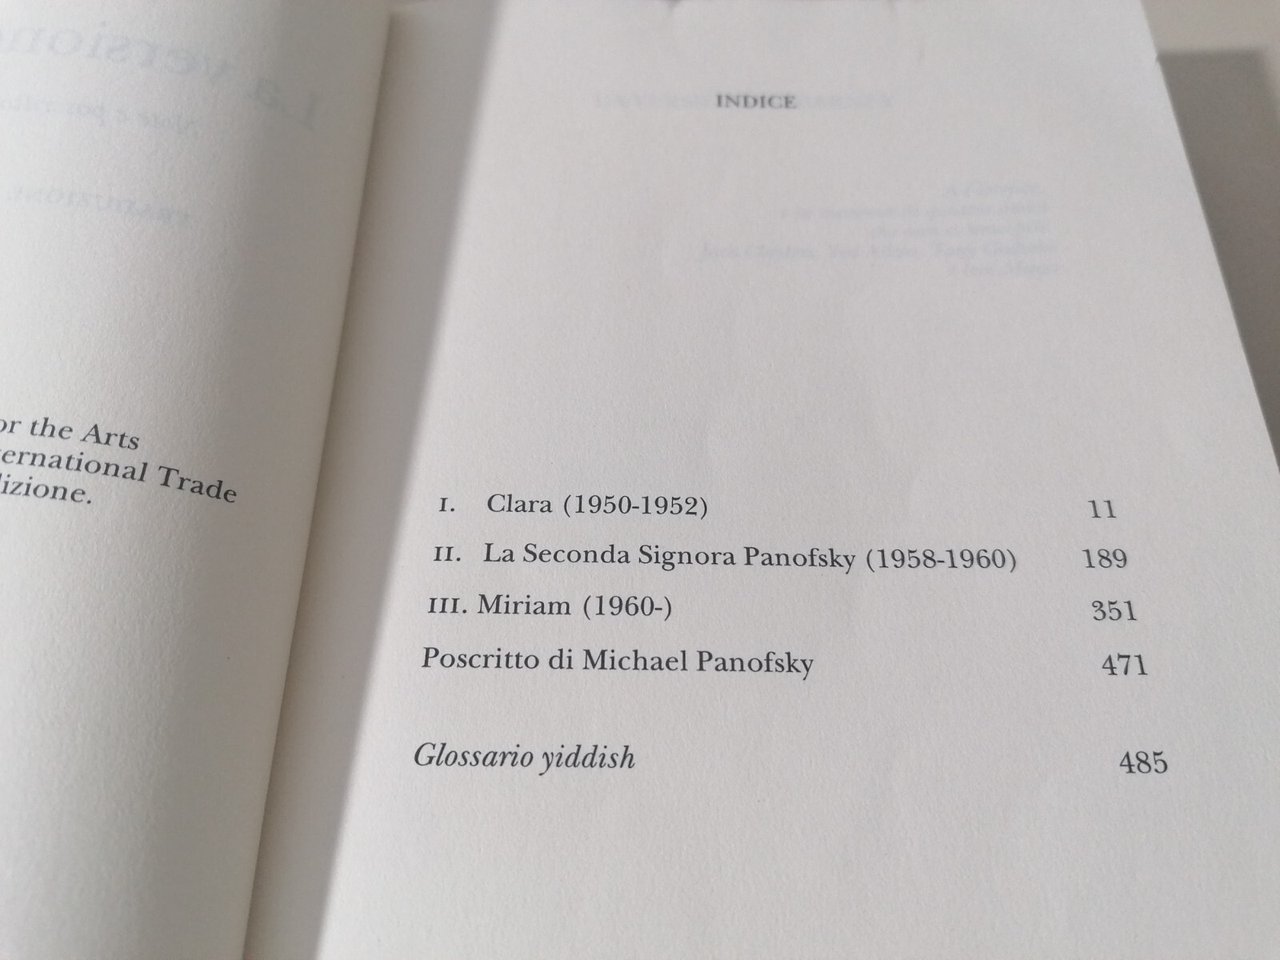 or the Arts
ernational Trade
izione.
INDICE
I. Clara (1950-1952) 11
II. La Seconda Signora Panofsky (1958-1960) 189
III. Miriam (1960-) 351
Poscritto di Michael Panofsky 471
Glossario yiddish 485